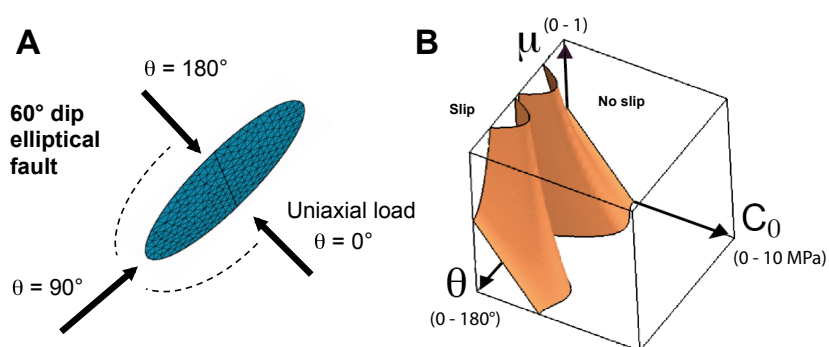 A
θ = 180°
60° dip
elliptical
fault
Uniaxial load
θ = 0°
θ = 90°
B
μ (0 - 1)
Slip
No slip
C₀
(0 - 10 MPa)
θ
(0 - 180°)